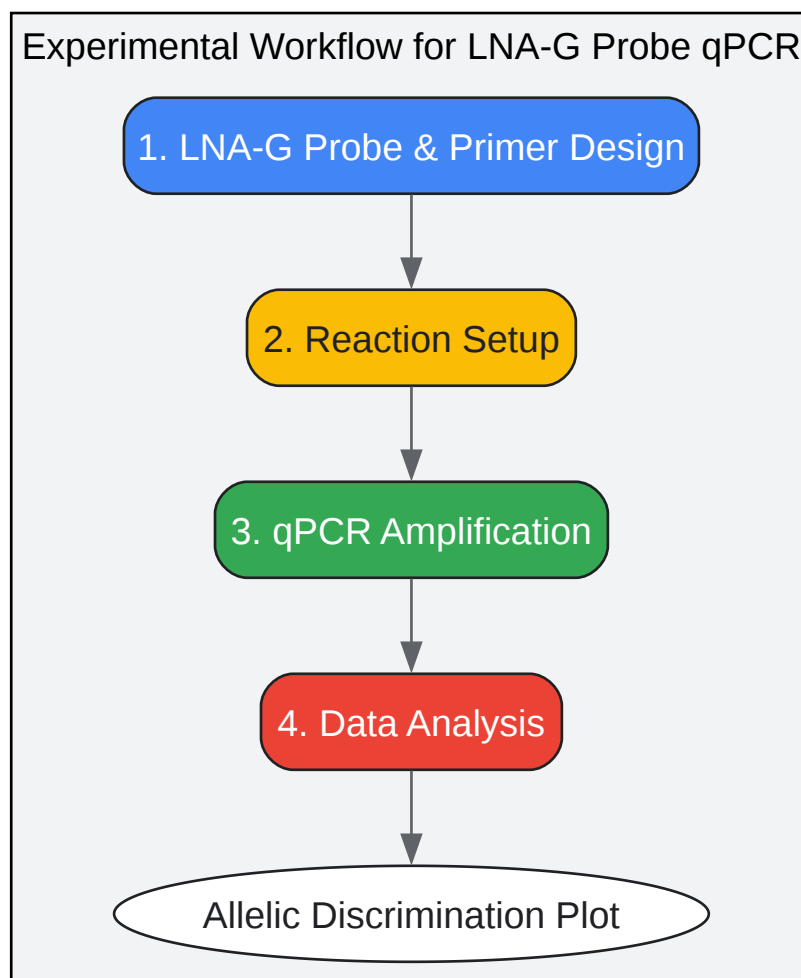 Experimental Workflow for LNA-G Probe qPCR
1. LNA-G Probe & Primer Design
2. Reaction Setup
3. qPCR Amplification
4. Data Analysis
Allelic Discrimination Plot